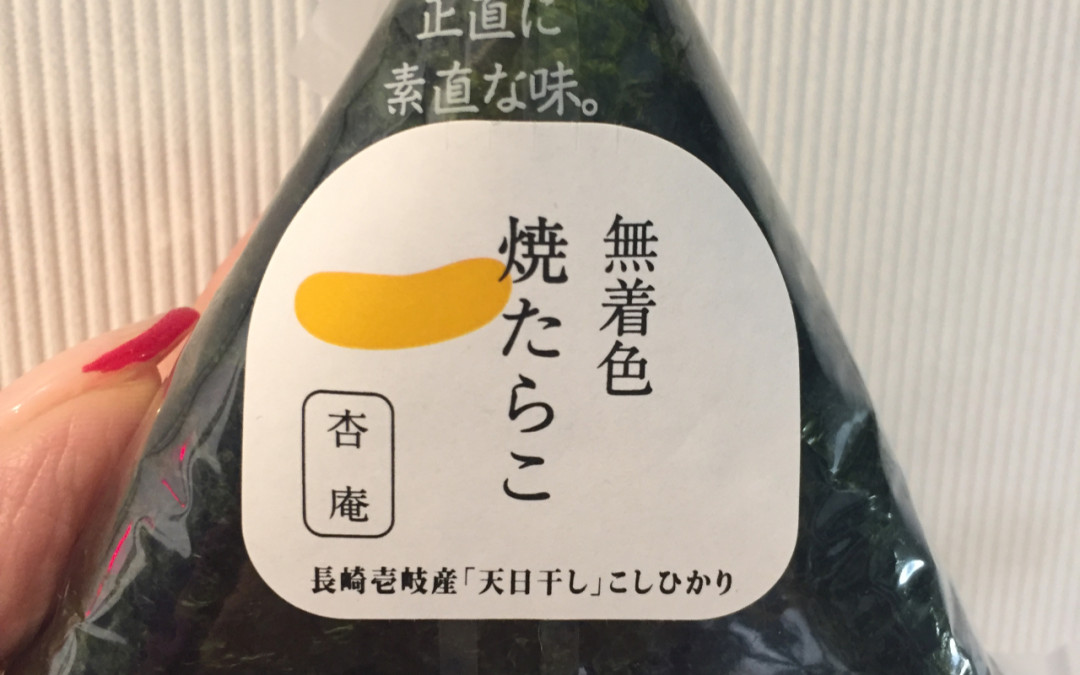 正直に
素直な味。
無着色
焼たらこ
杏庵
長崎壱岐産「天日干し」こしひかり